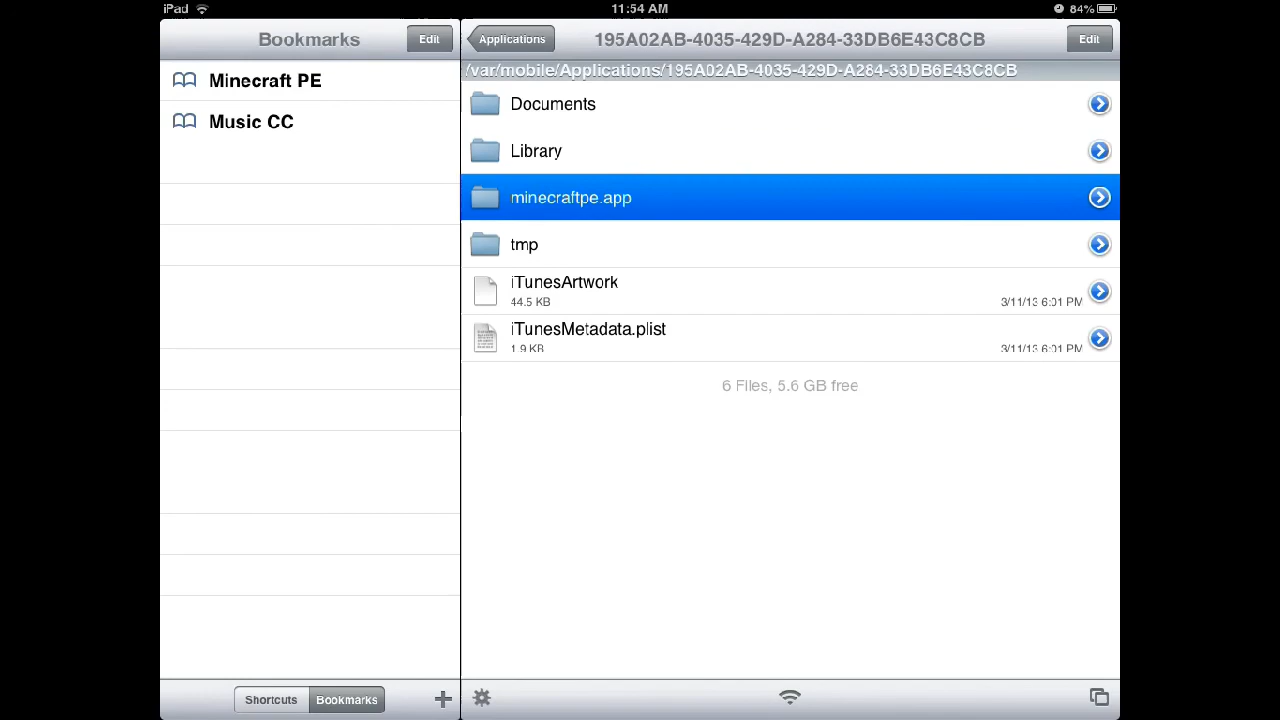 iPad
11:54 AM
84%
Bookmarks
Edit
Applications
195A02AB-4035-429D-A284-33DB6E43C8CB
Edit
/var/mobile/Applications/195A02AB-4035-429D-A284-33DB6E43C8CB
Minecraft PE
Music CC
Documents
Library
minecraftpe.app
tmp
iTunesArtwork
44.5 KB
3/11/13 6:01 PM
iTunesMetadata.plist
1.9 KB
3/11/13 6:01 PM
6 Files, 5.6 GB free
Shortcuts
Bookmarks